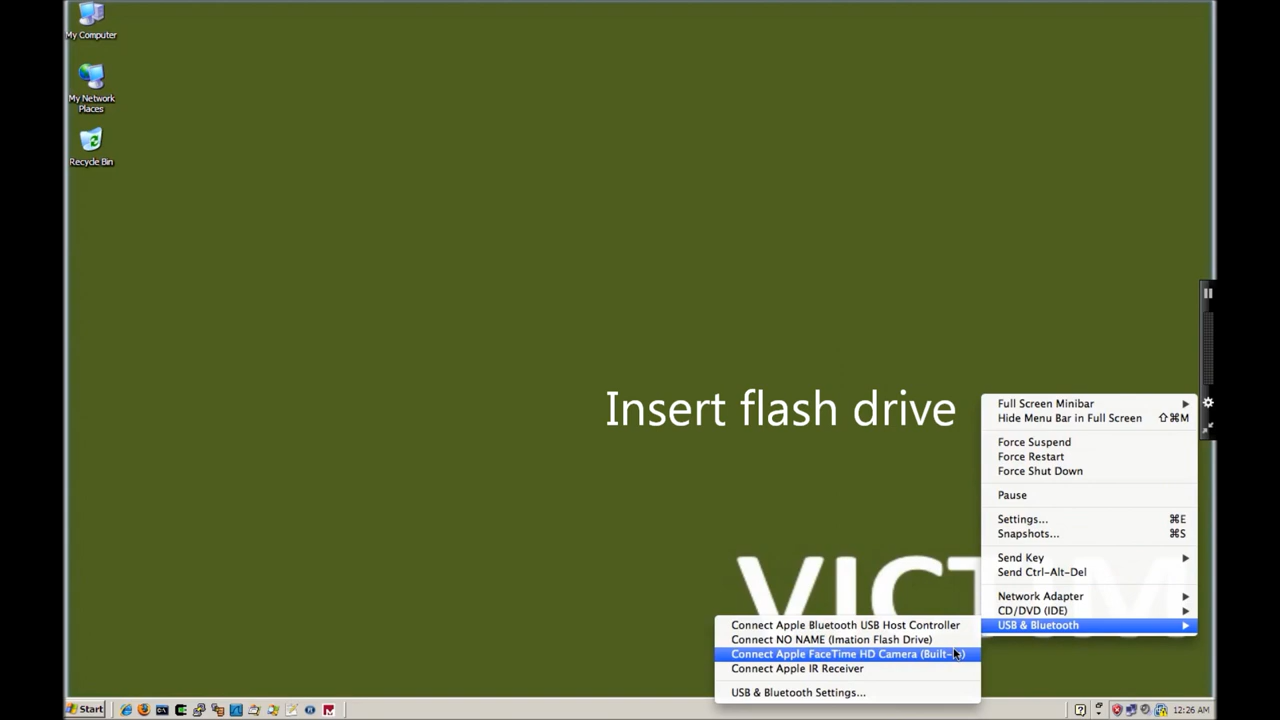 My Computer
My Network
Places
Recycle Bin
Insert flash drive
Full Screen Minibar
Hide Menu Bar in Full Screen ⇧⌘M
Force Suspend
Force Restart
Force Shut Down
Pause
Settings... ⌘E
Snapshots... ⌘S
Send Key
Send Ctrl-Alt-Del
Network Adapter
CD/DVD (IDE)
USB & Bluetooth
VICTIM
Connect Apple Bluetooth USB Host Controller
Connect NO NAME (Imation Flash Drive)
Connect Apple FaceTime HD Camera (Built-
Connect Apple IR Receiver
USB & Bluetooth Settings...
Start
12:26 AM